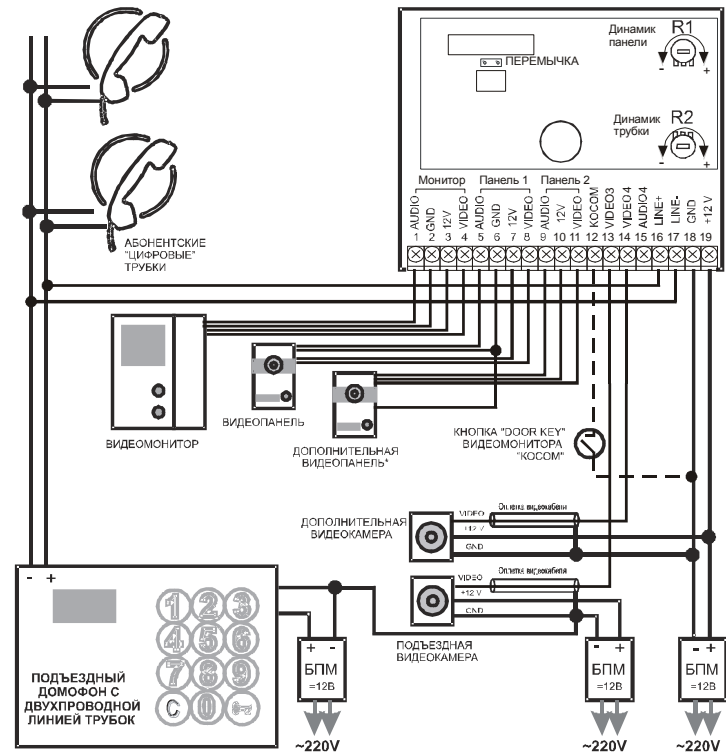 Динамик
панели
R1
- +
ПЕРЕМЫЧКА
Динамик
трубки
R2
- +
Монитор Панель 1 Панель 2
AUDIO GND 12V VIDEO AUDIO GND 12V VIDEO AUDIO 12V VIDEO KOCOM VIDEO3 VIDEO4 AUDIO4 LINE+ LINE- GND +12 V
1 2 3 4 5 6 7 8 9 10 11 12 13 14 15 16 17 18 19
АБОНЕНТСКИЕ
"ЦИФРОВЫЕ"
ТРУБКИ
ВИДЕОМОНИТОР
ВИДЕОПАНЕЛЬ
ДОПОЛНИТЕЛЬНАЯ
ВИДЕОПАНЕЛЬ*
КНОПКА "DOOR KEY"
ВИДЕОМОНИТОРА
"KOCOM"
ДОПОЛНИТЕЛЬНАЯ
ВИДЕОКАМЕРА
VIDEO
+12 V
GND
Оплетка видеокабеля
ПОДЪЕЗДНАЯ
ВИДЕОКАМЕРА
VIDEO
+12 V
GND
Оплетка видеокабеля
- +
1 2 3
4 5 6
7 8 9
C 0
ПОДЪЕЗДНЫЙ
ДОМОФОН С
ДВУХПРОВОДНОЙ
ЛИНИЕЙ ТРУБОК
+ -
БПМ
=12В
~220V
- +
БПМ
=12В
~220V
- +
БПМ
=12В
~220V